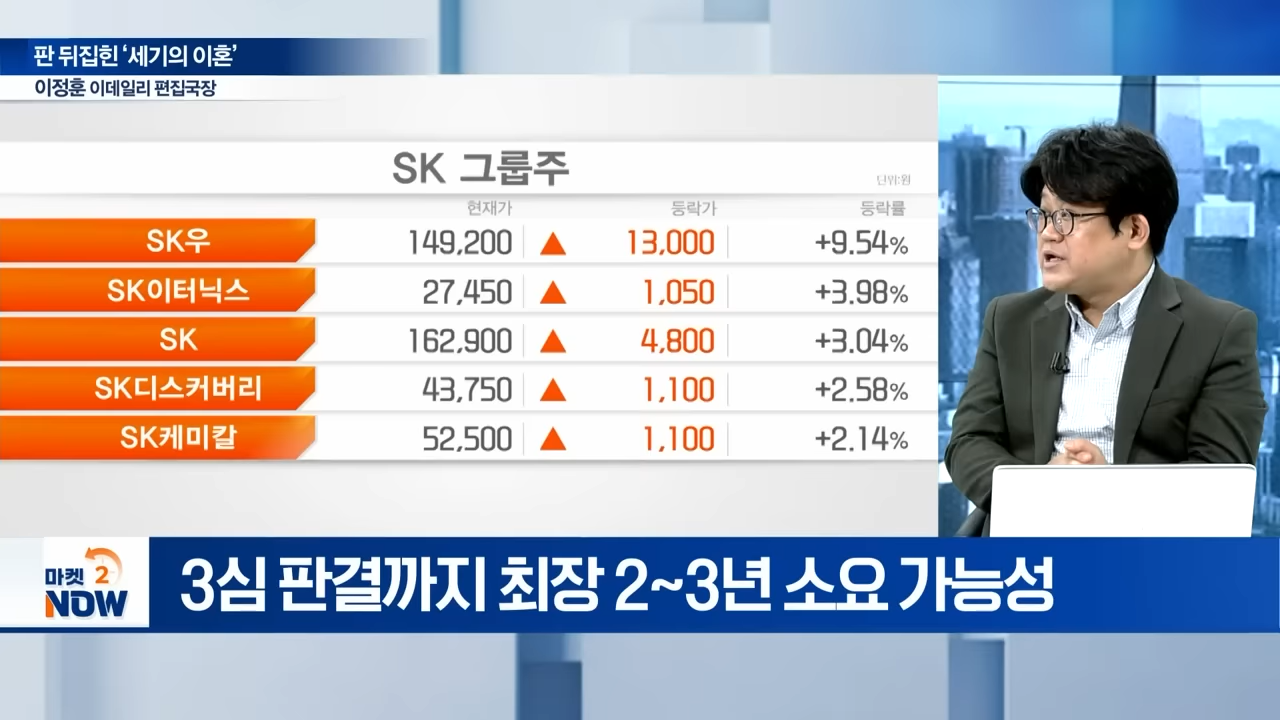 판 뒤집힌 ‘세기의 이혼’
이정훈 이데일리 편집국장
SK 그룹주
단위:원
현재가 등락가 등락률
SK우 149,200 ▲ 13,000 +9.54%
SK이터닉스 27,450 ▲ 1,050 +3.98%
SK 162,900 ▲ 4,800 +3.04%
SK디스커버리 43,750 ▲ 1,100 +2.58%
SK케미칼 52,500 ▲ 1,100 +2.14%
마켓 2
NOW
3심 판결까지 최장 2~3년 소요 가능성